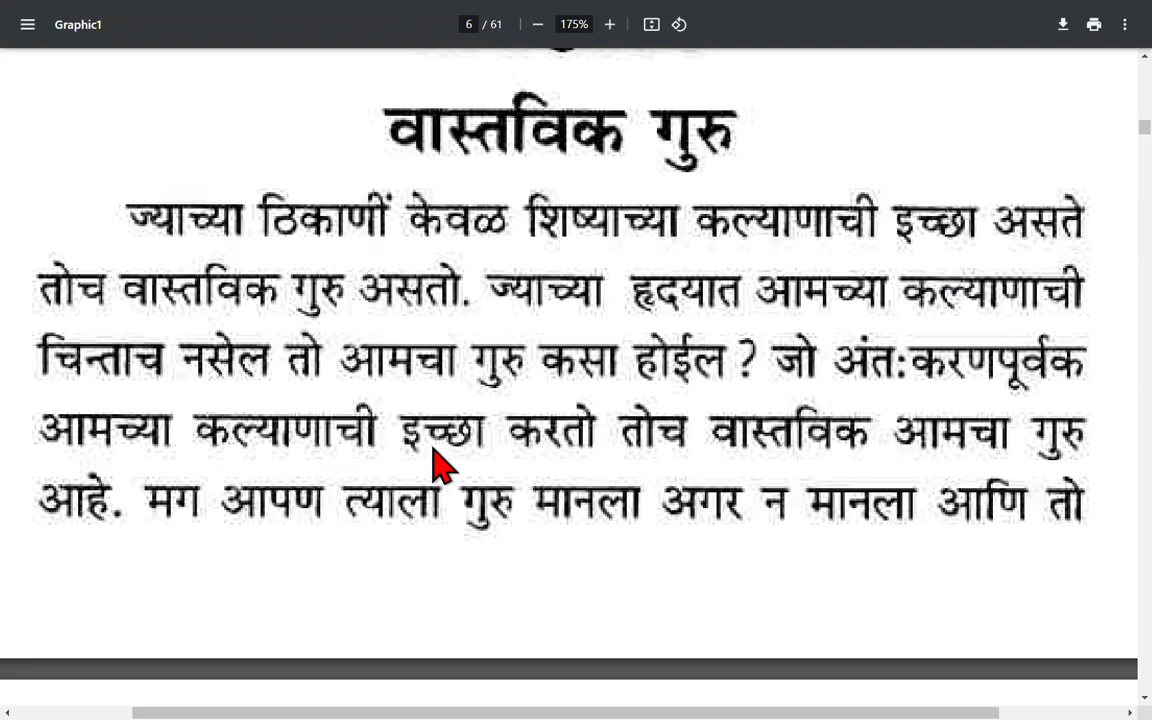 Graphic1
6 / 61
175%
वास्तविक गुरु
ज्याच्या ठिकाणीं केवळ शिष्याच्या कल्याणाची इच्छा असते
तोच वास्तविक गुरु असतो. ज्याच्या हृदयात आमच्या कल्याणाची
चिन्ताच नसेल तो आमचा गुरु कसा होईल ? जो अंत:करणपूर्वक
आमच्या कल्याणाची इच्छा करतो तोच वास्तविक आमचा गुरु
आहे. मग आपण त्याला गुरु मानला अगर न मानला आणि तो